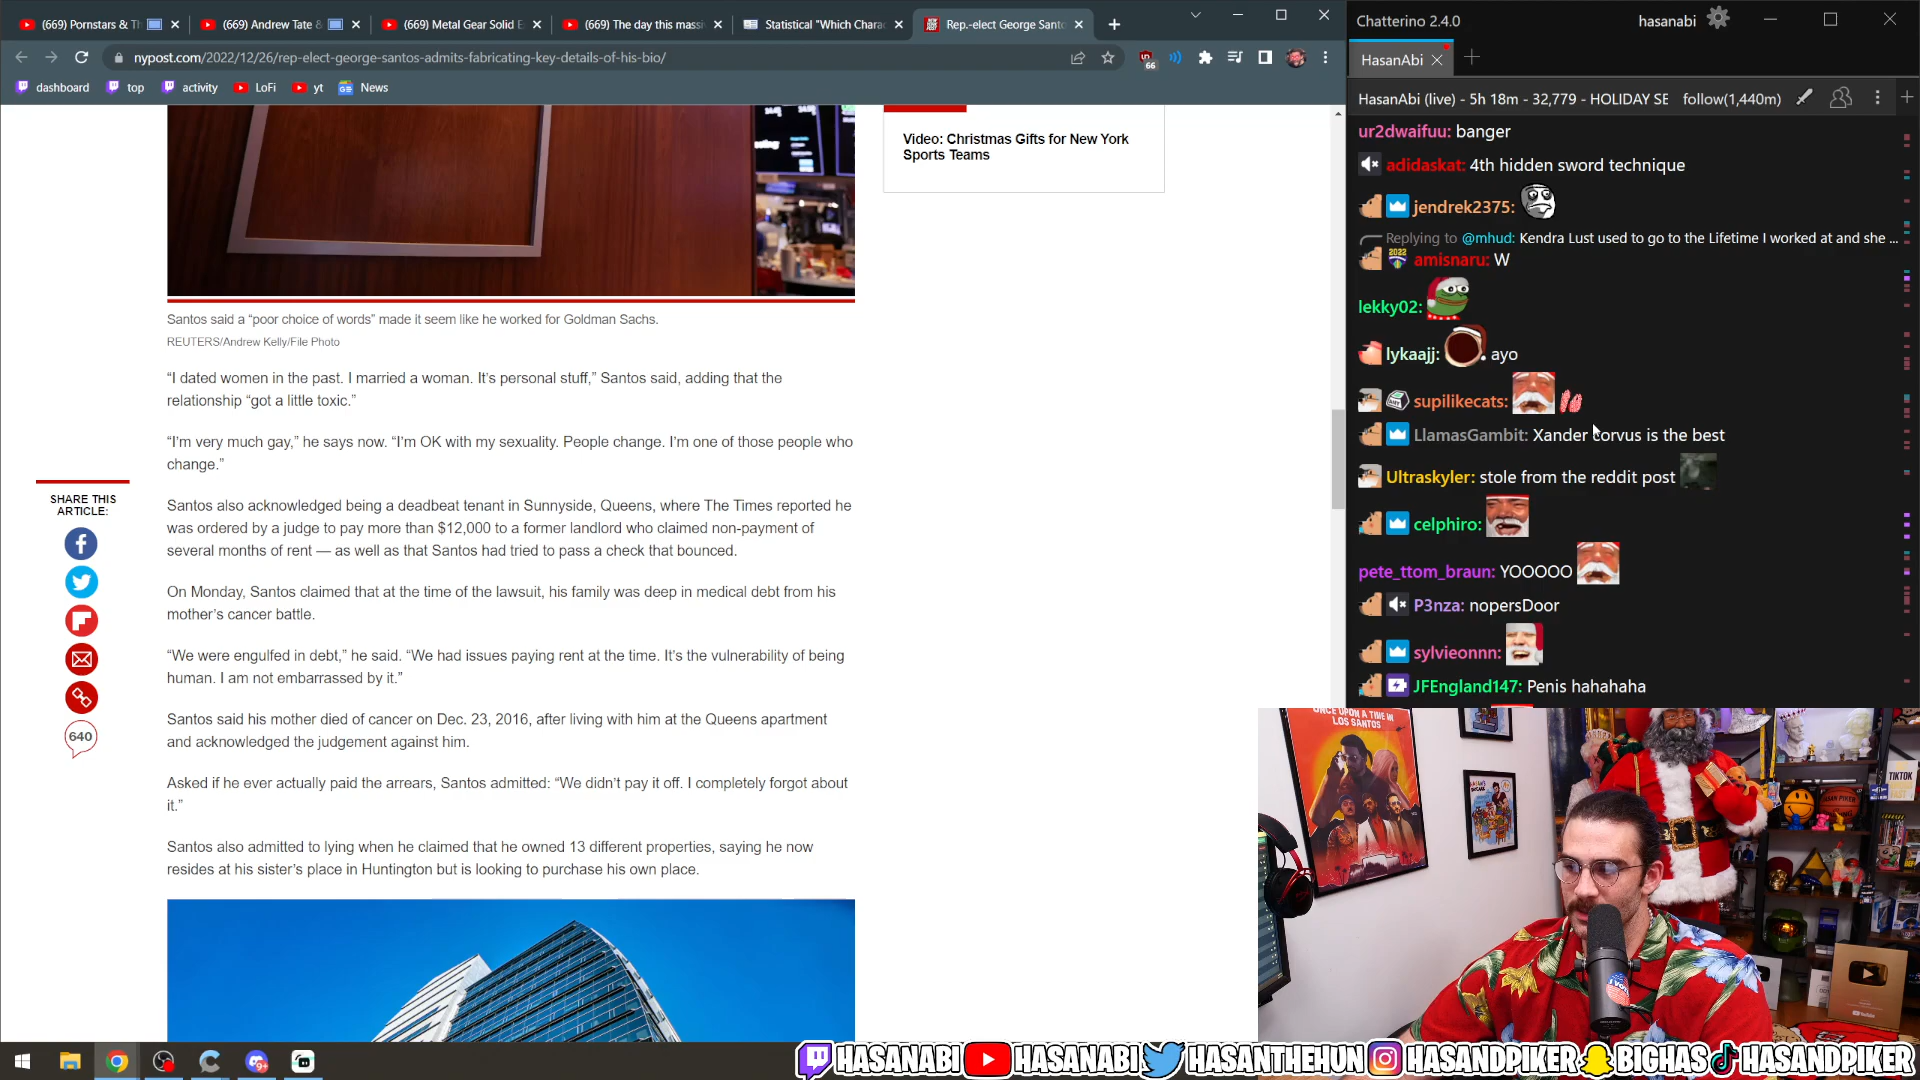 (669) Pornstars & Th
(669) Andrew Tate &
(669) Metal Gear Solid E
(669) The day this massi
Statistical "Which Charac
Rep.-elect George Santo
nypost.com/2022/12/26/rep-elect-george-santos-admits-fabricating-key-details-of-his-bio/
66
dashboard
top
activity
LoFi
yt
News
Video: Christmas Gifts for New York
Sports Teams
Santos said a “poor choice of words” made it seem like he worked for Goldman Sachs.
REUTERS/Andrew Kelly/File Photo
“I dated women in the past. I married a woman. It’s personal stuff,” Santos said, adding that the
relationship “got a little toxic.”
“I’m very much gay,” he says now. “I’m OK with my sexuality. People change. I’m one of those people who
change.”
SHARE THIS
ARTICLE:
640
Santos also acknowledged being a deadbeat tenant in Sunnyside, Queens, where The Times reported he
was ordered by a judge to pay more than $12,000 to a former landlord who claimed non-payment of
several months of rent — as well as that Santos had tried to pass a check that bounced.
On Monday, Santos claimed that at the time of the lawsuit, his family was deep in medical debt from his
mother’s cancer battle.
“We were engulfed in debt,” he said. “We had issues paying rent at the time. It’s the vulnerability of being
human. I am not embarrassed by it.”
Santos said his mother died of cancer on Dec. 23, 2016, after living with him at the Queens apartment
and acknowledged the judgement against him.
Asked if he ever actually paid the arrears, Santos admitted: “We didn’t pay it off. I completely forgot about
it.”
Santos also admitted to lying when he claimed that he owned 13 different properties, saying he now
resides at his sister’s place in Huntington but is looking to purchase his own place.
Chatterino 2.4.0
hasanabi
HasanAbi
HasanAbi (live) - 5h 18m - 32,779 - HOLIDAY SE
follow(1,440m)
ur2dwaifuu: banger
adidaskat: 4th hidden sword technique
jendrek2375:
Replying to @mhud: Kendra Lust used to go to the Lifetime I worked at and she ...
2022
amisnaru: W
lekky02:
lykaajj: ayo
supilikecats:
LlamasGambit: Xander corvus is the best
Ultraskyler: stole from the reddit post
celphiro:
pete_ttom_braun: YOOOOO
P3nza: nopersDoor
sylvieonnn:
JFEngland147: Penis hahahaha
ONCE UPON A TIME IN
LOS SANTOS
TIKTOK
HASANABI
HASANABI
HASANTHEHUN
HASANDPIKER
BIGHAS
HASANDPIKER